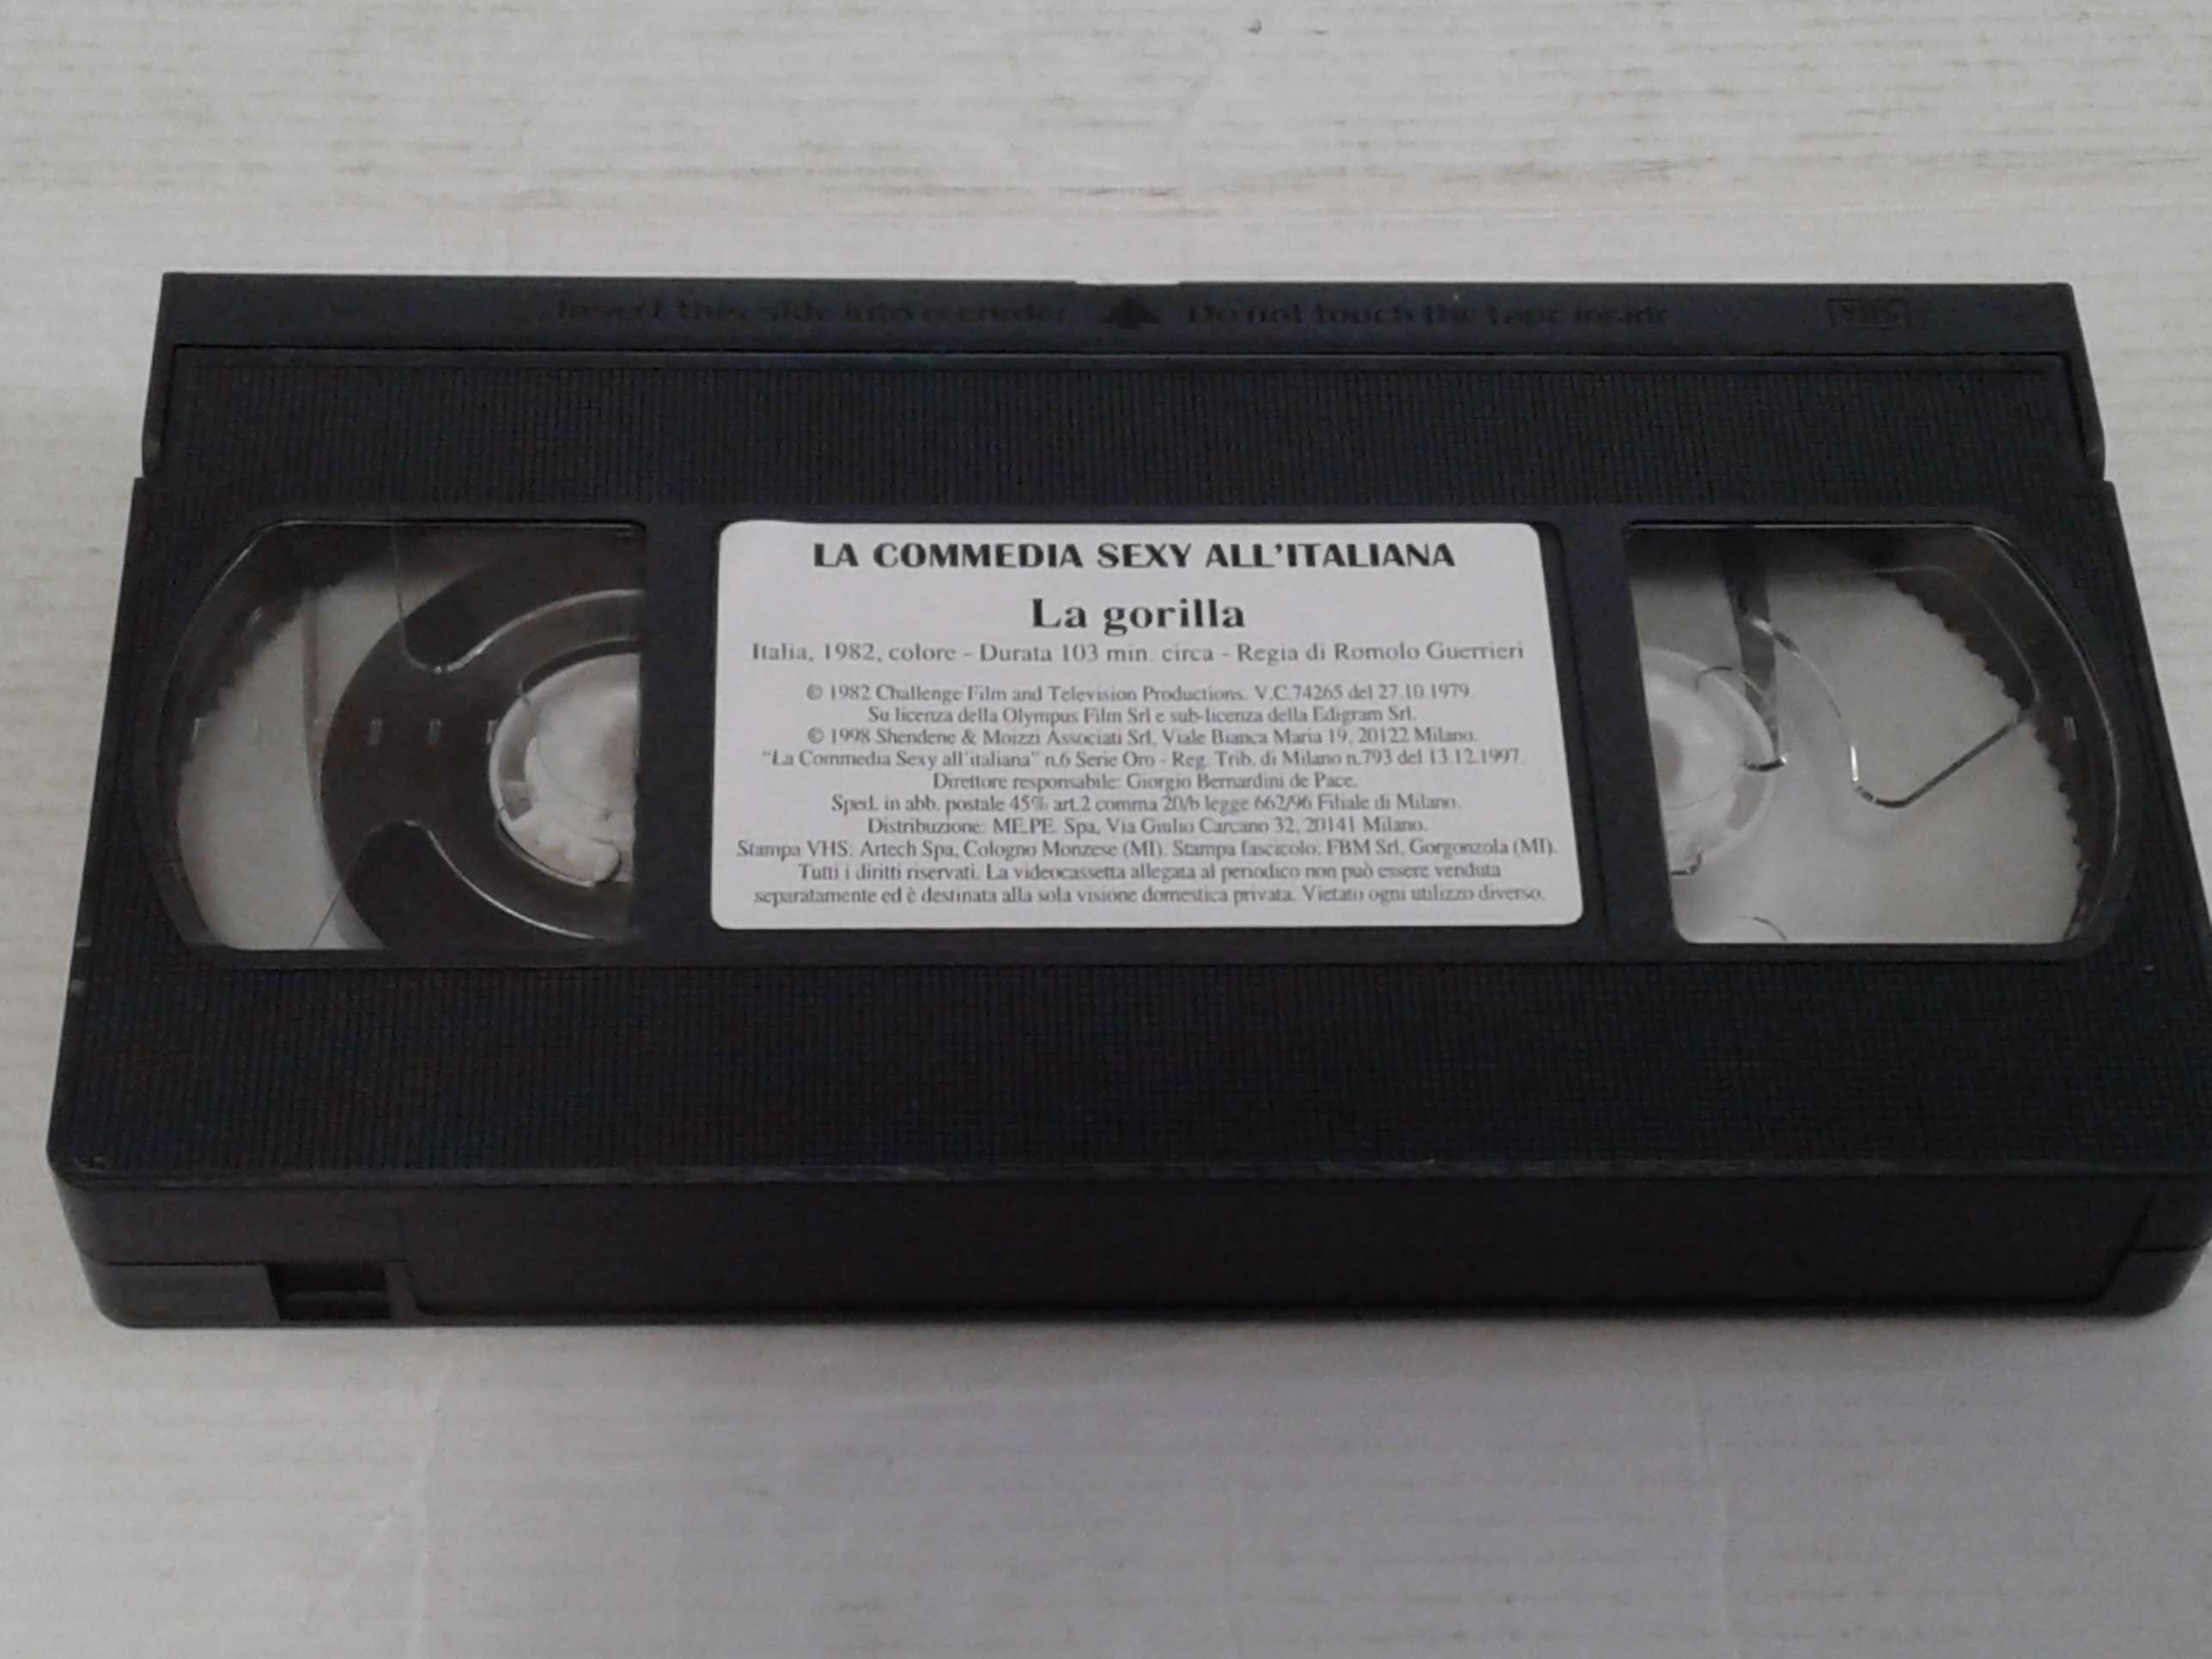 Insert this side into recorder ▲ Do not touch the tape inside VHS
LA COMMEDIA SEXY ALL'ITALIANA
La gorilla
Italia, 1982, colore - Durata 103 min. circa - Regia di Romolo Guerrieri
© 1982 Challenge Film and Television Productions. V.C.74265 del 27.10.1979.
Su licenza della Olympus Film Srl e sub-licenza della Edigram Srl.
© 1998 Shendene & Moizzi Associati Srl, Viale Bianca Maria 19, 20122 Milano.
"La Commedia Sexy all'italiana" n.6 Serie Oro - Reg. Trib. di Milano n.793 del 13.12.1997
Direttore responsabile: Giorgio Bernardini de Pace.
Sped. in abb. postale 45% art.2 comma 20/b legge 662/96 Filiale di Milano.
Distribuzione: ME.PE. Spa, Via Giulio Carcano 32, 20141 Milano.
Stampa VHS: Artech Spa, Cologno Monzese (MI). Stampa fascicolo: FBM Srl, Gorgonzola (MI).
Tutti i diritti riservati. La videocassetta allegata al periodico non può essere venduta
separatamente ed è destinata alla sola visione domestica privata. Vietato ogni utilizzo diverso.